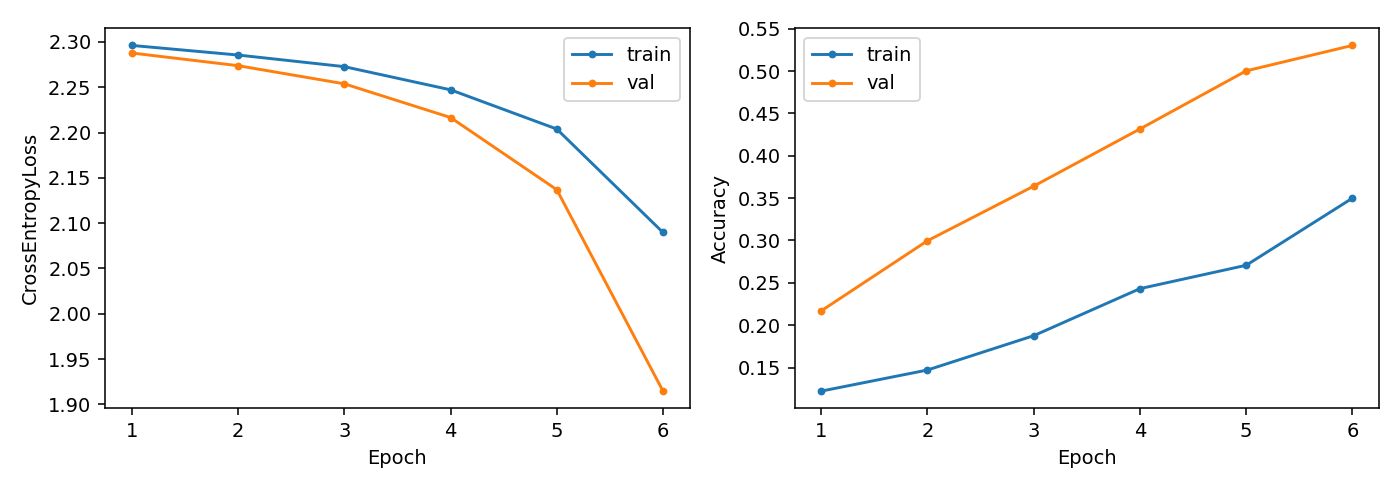 CrossEntropyLoss
2.30
2.25
2.20
2.15
2.10
2.05
2.00
1.95
1.90
train
val
1 2 3 4 5 6
Epoch
Accuracy
0.55
0.50
0.45
0.40
0.35
0.30
0.25
0.20
0.15
train
val
1 2 3 4 5 6
Epoch